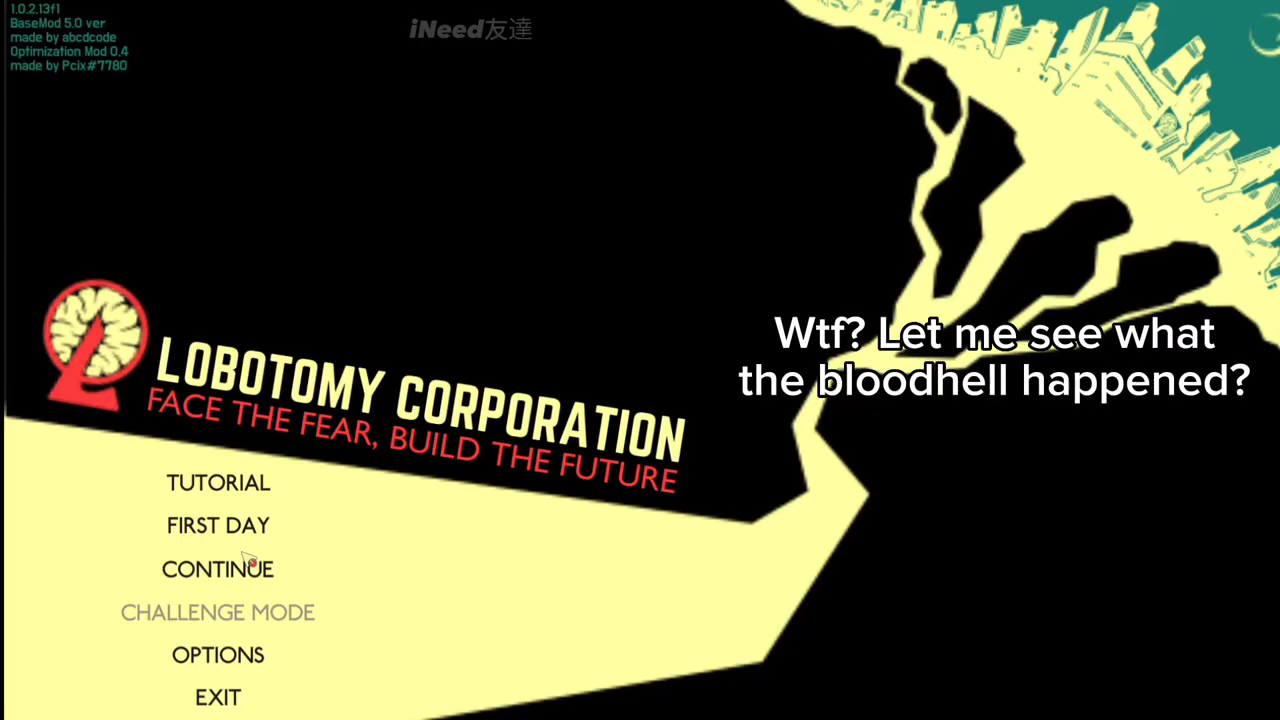 1.0.2.13f1
BaseMod 5.0 ver
made by abcdcode
Optimization Mod 0.4
made by Pcix#7780
iNeed友達
LOBOTOMY CORPORATION
FACE THE FEAR, BUILD THE FUTURE
Wtf? Let me see what
the bloodhell happened?
TUTORIAL
FIRST DAY
CONTINUE
CHALLENGE MODE
OPTIONS
EXIT